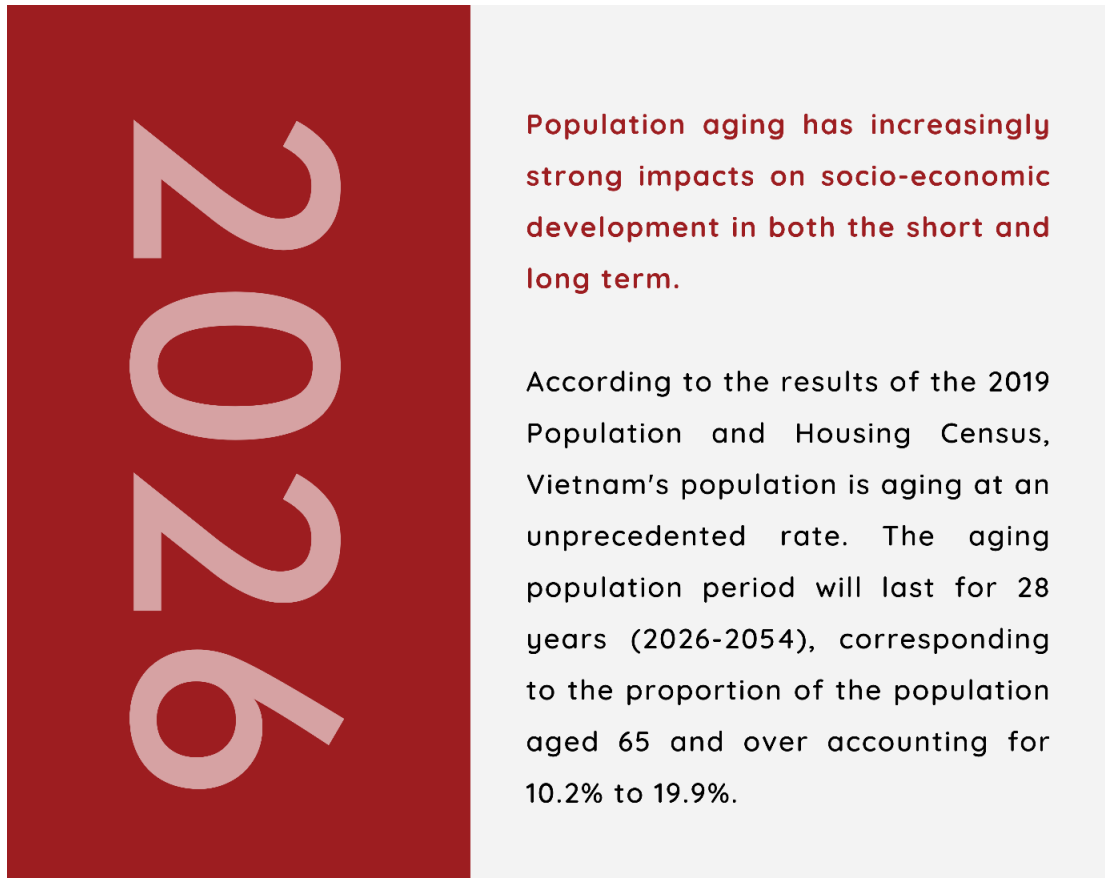 2026
Population aging has increasingly
strong impacts on socio-economic
development in both the short and
long term.
According to the results of the 2019
Population and Housing Census,
Vietnam's population is aging at an
unprecedented rate. The aging
population period will last for 28
years (2026-2054), corresponding
to the proportion of the population
aged 65 and over accounting for
10.2% to 19.9%.